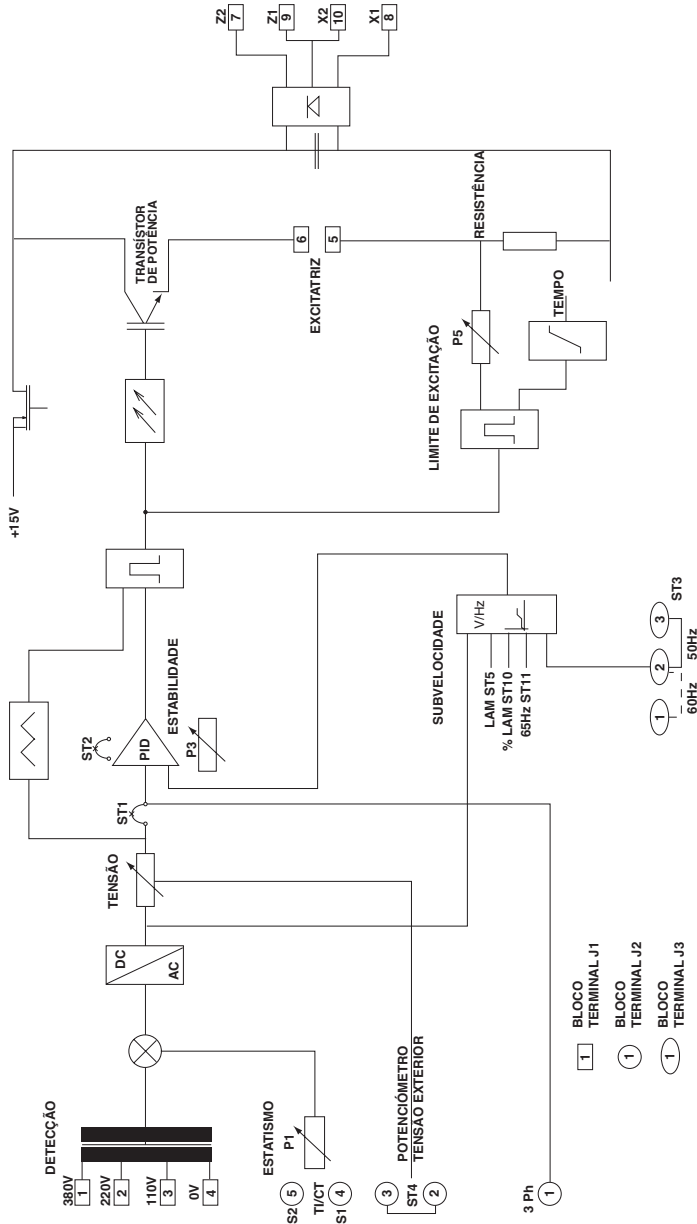 DETECÇÃO
380V
1
220V
2
110V
3
0V
4
ESTATISMO
P1
S2
5
TI/CT
S1
4
POTENCIÓMETRO
TENSÃO EXTERIOR
3
ST4
2
3 Ph
1
DC
AC
TENSÃO
ST1
ST2
PID
ESTABILIDADE
P3
SUBVELOCIDADE
V/Hz
LAM ST5
% LAM ST10
65Hz ST11
1
2
3
ST3
60Hz
50Hz
+15V
TRANSÍSTOR
DE POTÊNCIA
6
5
EXCITATRIZ
LIMITE DE EXCITAÇÃO
P5
RESISTÊNCIA
TEMPO
Z2
7
Z1
9
X2
10
X1
8
1
BLOCO
TERMINAL J1
1
BLOCO
TERMINAL J2
1
BLOCO
TERMINAL J3